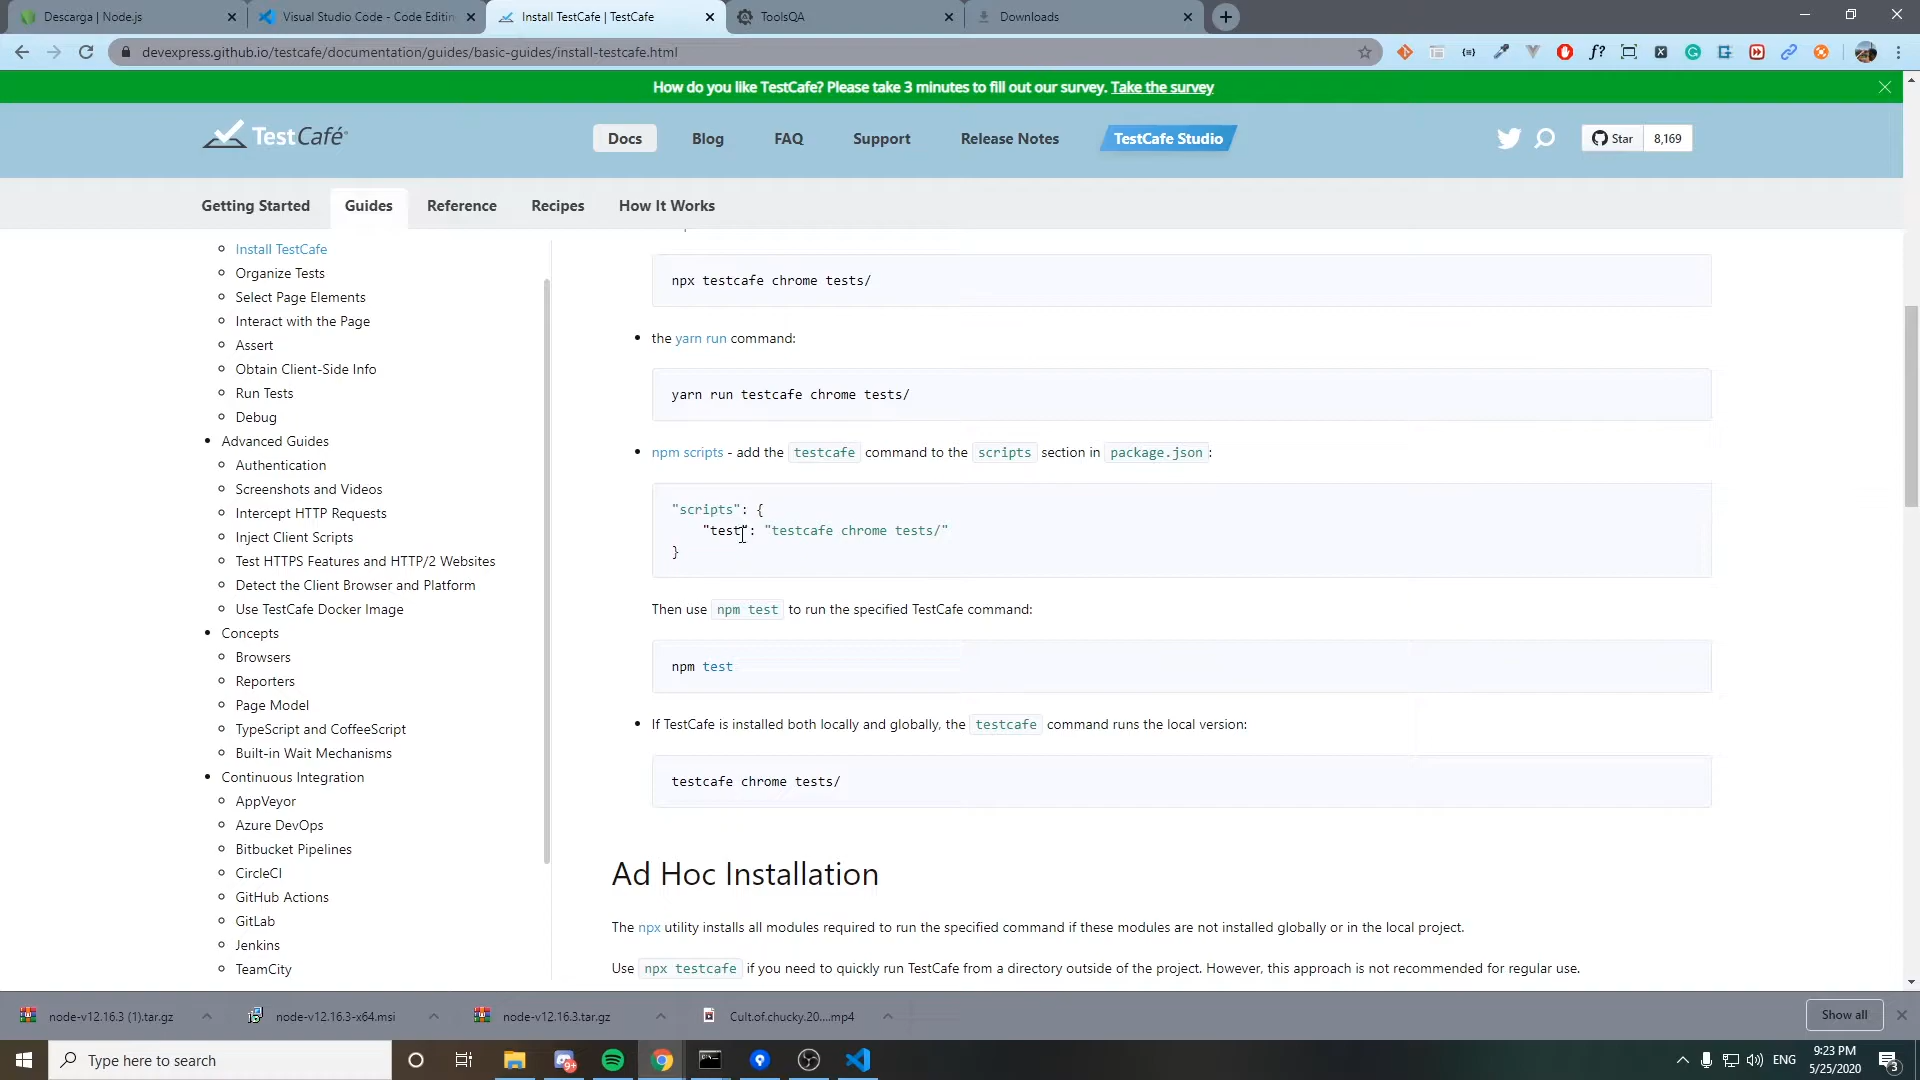 Descarga | Node.js
Visual Studio Code - Code Editin
Install TestCafe | TestCafe
ToolsQA
Downloads
devexpress.github.io/testcafe/documentation/guides/basic-guides/install-testcafe.html
How do you like TestCafe? Please take 3 minutes to fill out our survey. Take the survey
TestCafé
Docs
Blog
FAQ
Support
Release Notes
TestCafe Studio
Star
8,169
Getting Started
Guides
Reference
Recipes
How It Works
Install TestCafe
Organize Tests
Select Page Elements
Interact with the Page
Assert
Obtain Client-Side Info
Run Tests
Debug
Advanced Guides
Authentication
Screenshots and Videos
Intercept HTTP Requests
Inject Client Scripts
Test HTTPS Features and HTTP/2 Websites
Detect the Client Browser and Platform
Use TestCafe Docker Image
Concepts
Browsers
Reporters
Page Model
TypeScript and CoffeeScript
Built-in Wait Mechanisms
Continuous Integration
AppVeyor
Azure DevOps
Bitbucket Pipelines
CircleCI
GitHub Actions
GitLab
Jenkins
TeamCity
npx testcafe chrome tests/
the yarn run command:
yarn run testcafe chrome tests/
npm scripts - add the testcafe command to the scripts section in package.json:
"scripts": {
"test": "testcafe chrome tests/"
}
Then use npm test to run the specified TestCafe command:
npm test
If TestCafe is installed both locally and globally, the testcafe command runs the local version:
testcafe chrome tests/
Ad Hoc Installation
The npx utility installs all modules required to run the specified command if these modules are not installed globally or in the local project.
Use npx testcafe if you need to quickly run TestCafe from a directory outside of the project. However, this approach is not recommended for regular use.
node-v12.16.3 (1).tar.gz
node-v12.16.3-x64.msi
node-v12.16.3.tar.gz
Cult.of.chucky.20....mp4
Show all
Type here to search
ENG
9:23 PM
5/25/2020
3